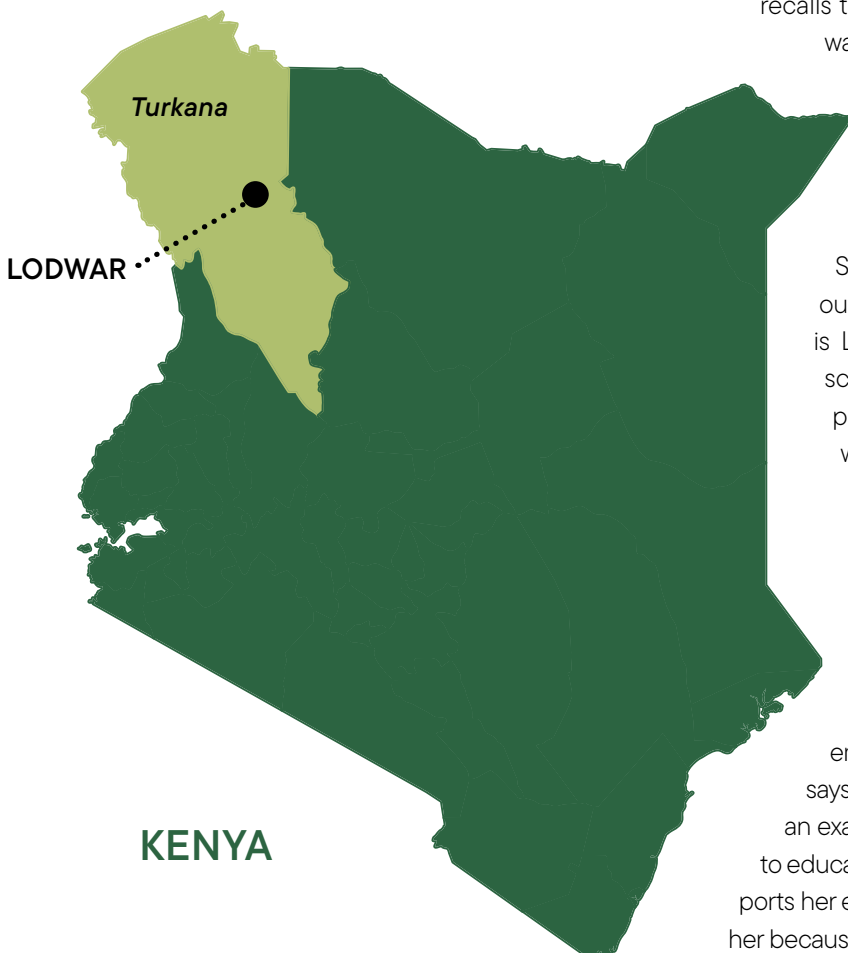 recalls
wa
Turkana
LODWAR
S
ou
is L
sc
p
w
er
says
an exa
KENYA
to educa
ports her e
her becaus